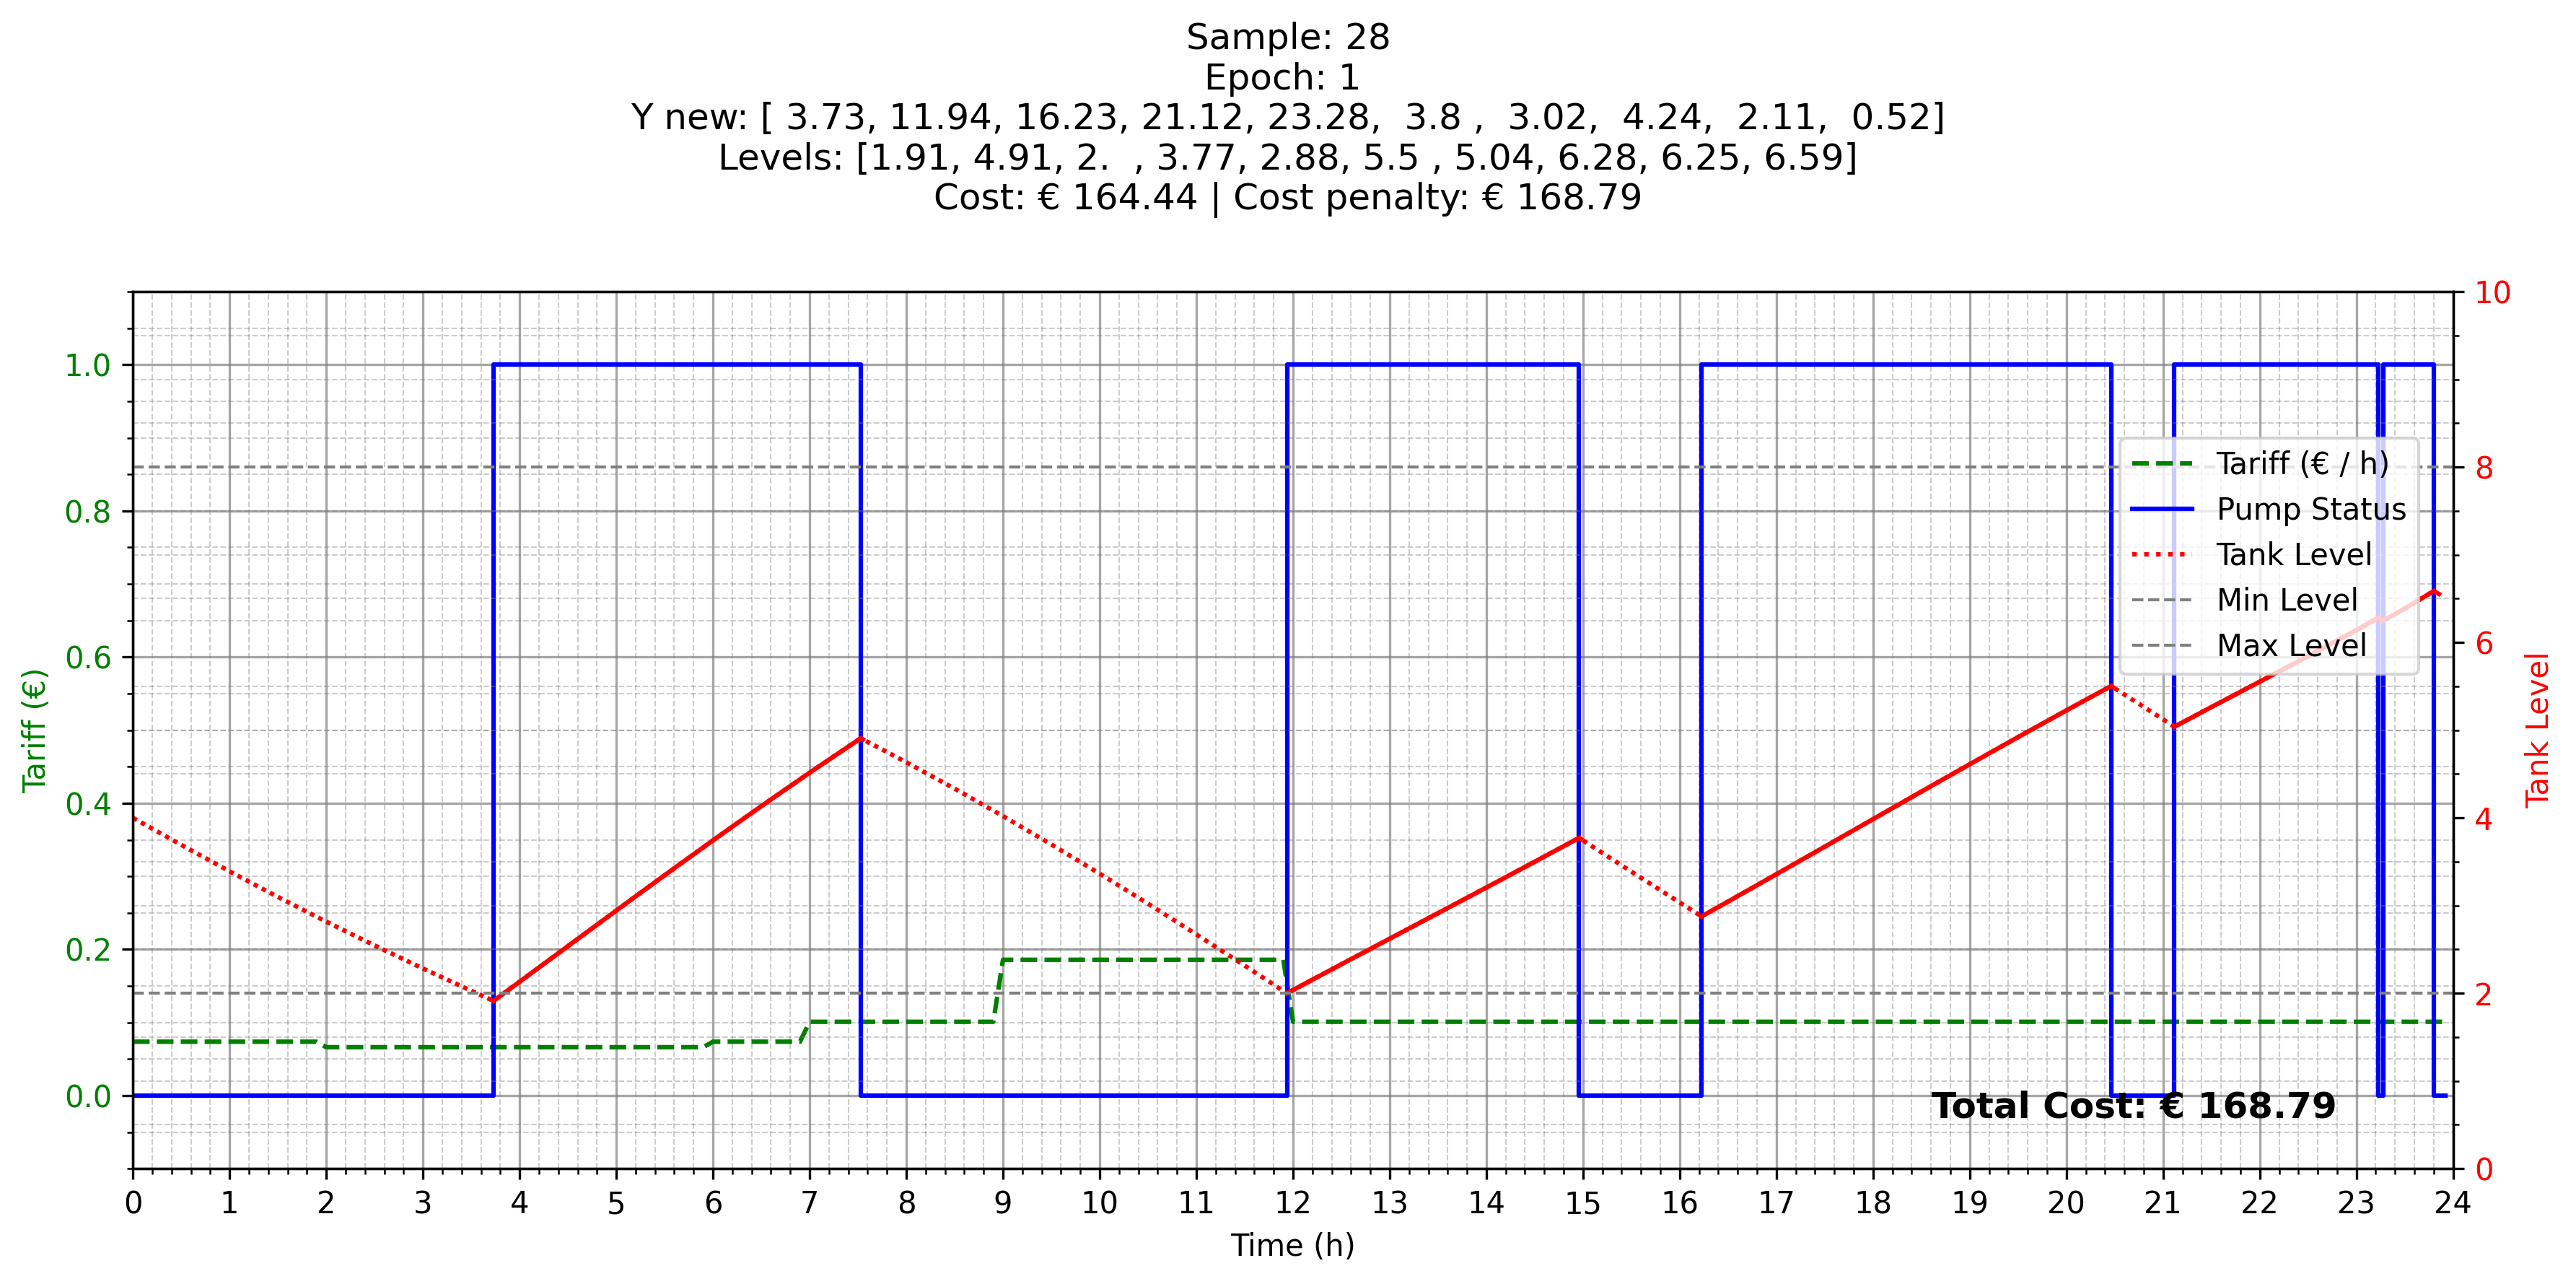 Sample: 28
Epoch: 1
Y new: [ 3.73, 11.94, 16.23, 21.12, 23.28,  3.8 ,  3.02,  4.24,  2.11,  0.52]
Levels: [1.91, 4.91, 2.  , 3.77, 2.88, 5.5 , 5.04, 6.28, 6.25, 6.59]
Cost: € 164.44 | Cost penalty: € 168.79
Tariff (€)
1.0
0.8
0.6
0.4
0.2
0.0
10
8
6
4
2
0
Tank Level
Tariff (€ / h)
Pump Status
Tank Level
Min Level
Max Level
Total Cost: € 168.79
0 1 2 3 4 5 6 7 8 9 10 11 12 13 14 15 16 17 18 19 20 21 22 23 24
Time (h)